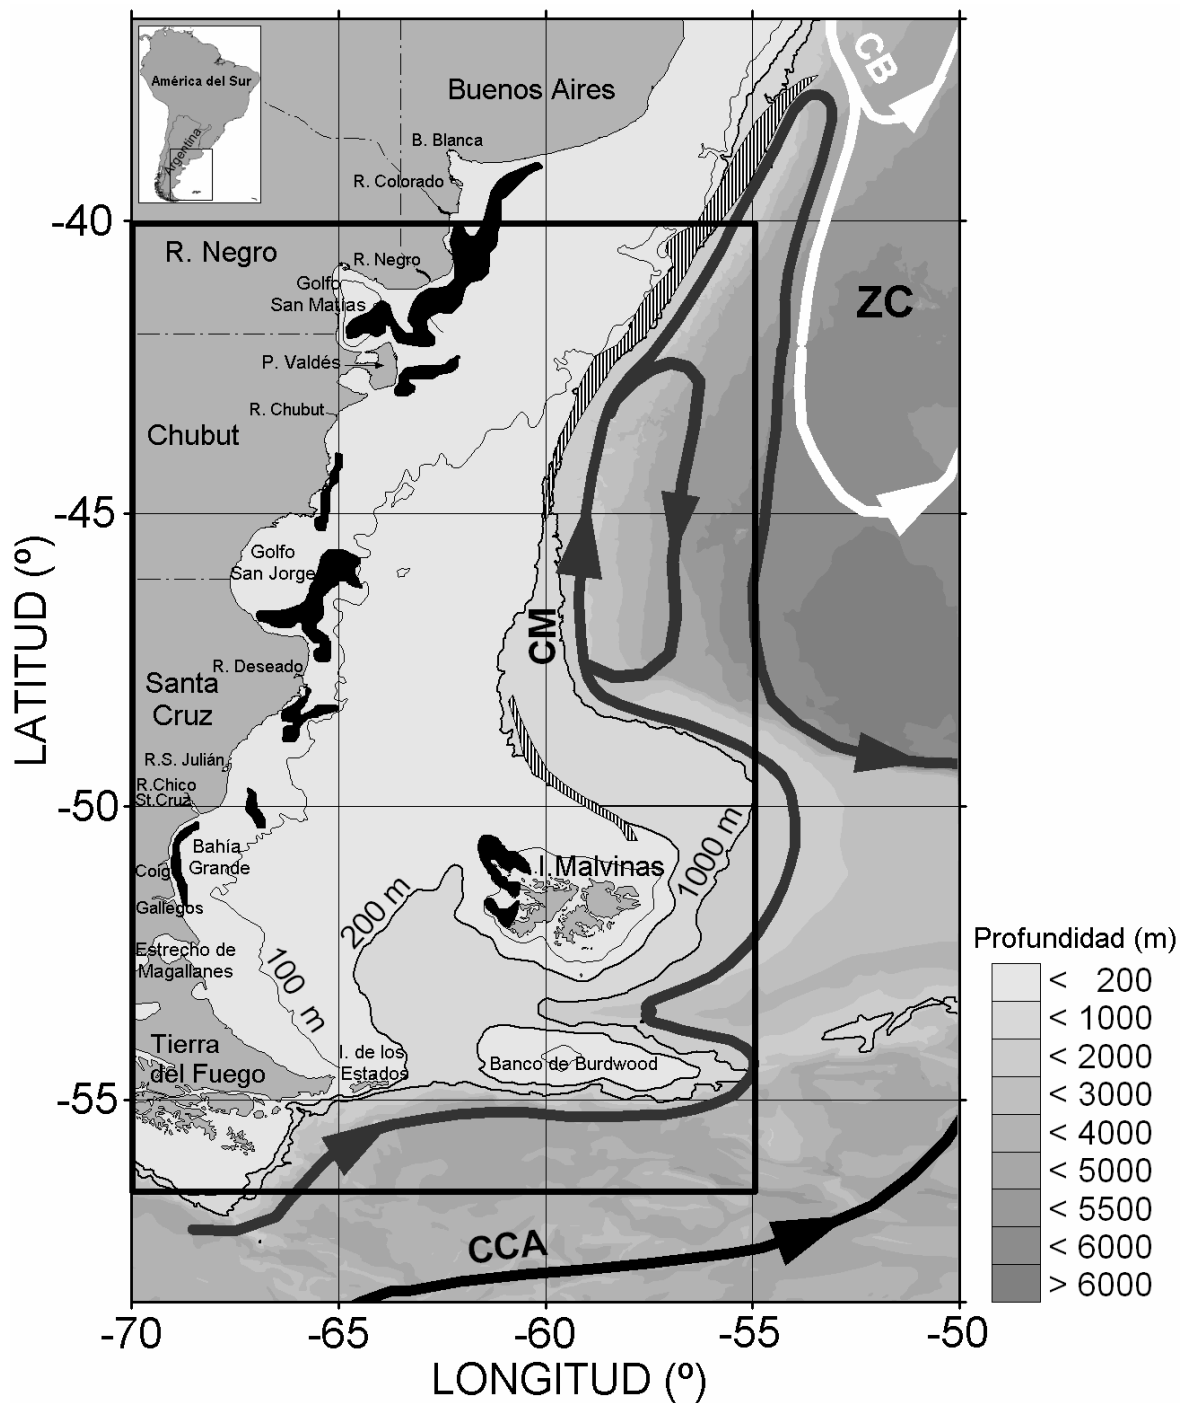 América del Sur
Argentina
Buenos Aires
CB
B. Blanca
R. Colorado
-40
R. Negro
R. Negro
Golfo
San Matías
ZC
P. Valdés
R. Chubut
Chubut
-45
Golfo
San Jorge
CM
R. Deseado
Santa
Cruz
R.S. Julián
R.Chico
St.Cruz
-50
Bahía
Grande
Coig
Gallegos
I.Malvinas
1000 m
200 m
100 m
Estrecho de
Magallanes
Tierra
del Fuego
I. de los
Estados
Banco de Burdwood
-55
CCA
-70
-65
-60
-55
-50
LONGITUD (º)
LATITUD (º)
Profundidad (m)
< 200
< 1000
< 2000
< 3000
< 4000
< 5000
< 5500
< 6000
> 6000